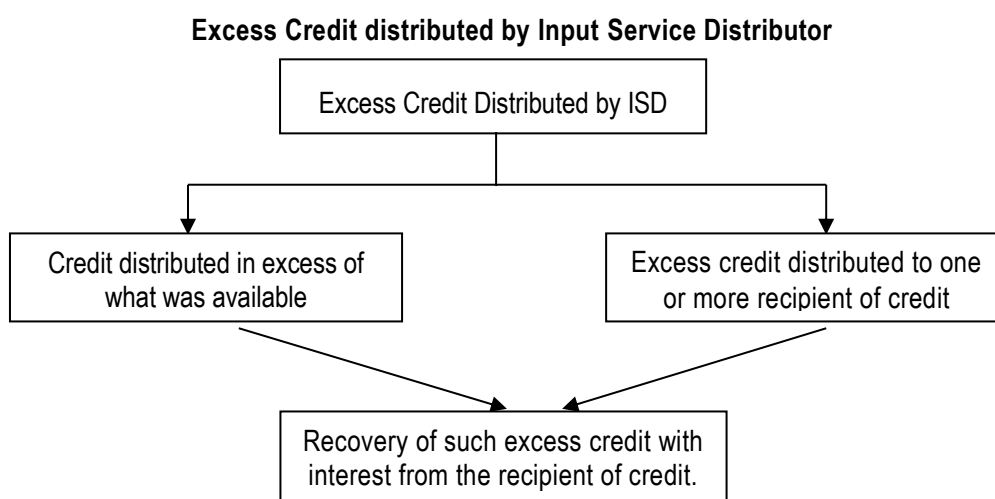 Excess Credit distributed by Input Service Distributor
Excess Credit Distributed by ISD
Credit distributed in excess of
what was available
Excess credit distributed to one
or more recipient of credit
Recovery of such excess credit with
interest from the recipient of credit.